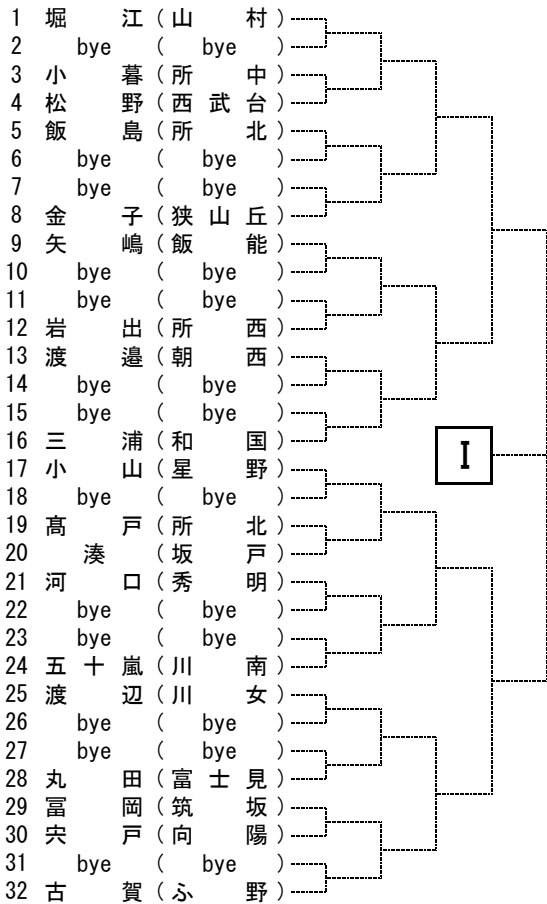 1 堀江(山村)
2 bye(bye)
3 小暮(所中)
4 松野(西武台)
5 飯島(所北)
6 bye(bye)
7 bye(bye)
8 金子(狭山丘)
9 矢嶋(飯能)
10 bye(bye)
11 bye(bye)
12 岩出(所西)
13 渡邉(朝西)
14 bye(bye)
15 bye(bye)
16 三浦(和国)
I
17 小山(星野)
18 bye(bye)
19 髙戸(所北)
20 湊(坂戸)
21 河口(秀明)
22 bye(bye)
23 bye(bye)
24 五十嵐(川南)
25 渡辺(川女)
26 bye(bye)
27 bye(bye)
28 丸田(富士見)
29 冨岡(筑坂)
30 宍戸(向陽)
31 bye(bye)
32 古賀(ふ野)